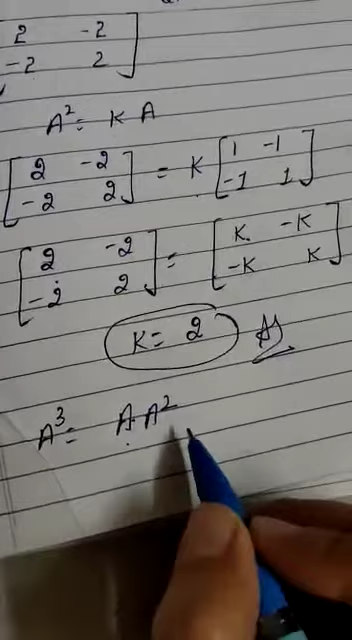 2 -2
-2 2
A² = K A
[2 -2] = K [1 -1]
[-2 2] [-1 1]
[2 -2] = [K -K]
[-2 2] [-K K]
K = 2
A³ = A·A²